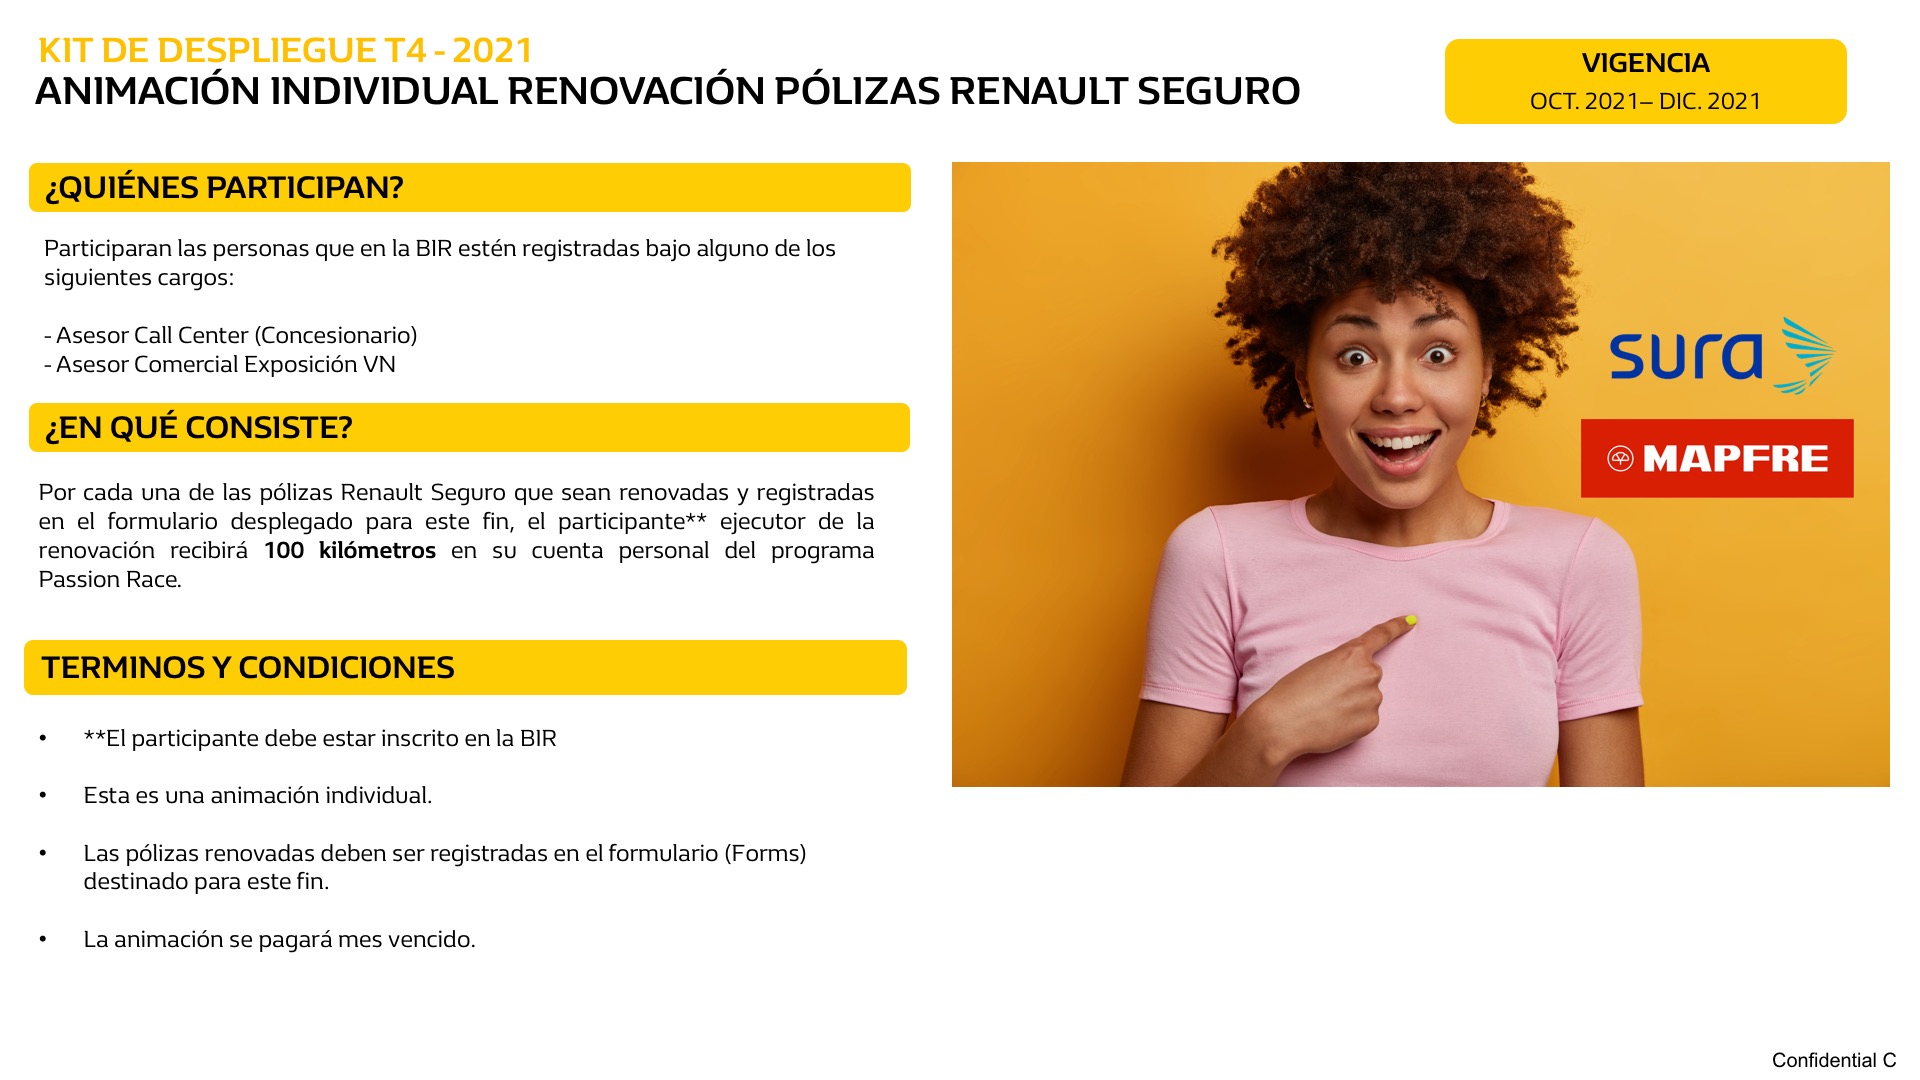 KIT DE DESPLIEGUE T4 - 2021
ANIMACIÓN INDIVIDUAL RENOVACIÓN PÓLIZAS RENAULT SEGURO
VIGENCIA
OCT. 2021– DIC. 2021
¿QUIÉNES PARTICIPAN?
Participaran las personas que en la BIR estén registradas bajo alguno de los
siguientes cargos:
- Asesor Call Center (Concesionario)
- Asesor Comercial Exposición VN
¿EN QUÉ CONSISTE?
Por cada una de las pólizas Renault Seguro que sean renovadas y registradas
en el formulario desplegado para este fin, el participante** ejecutor de la
renovación recibirá 100 kilómetros en su cuenta personal del programa
Passion Race.
TERMINOS Y CONDICIONES
• **El participante debe estar inscrito en la BIR
• Esta es una animación individual.
• Las pólizas renovadas deben ser registradas en el formulario (Forms)
destinado para este fin.
• La animación se pagará mes vencido.
sura
MAPFRE
Confidential C